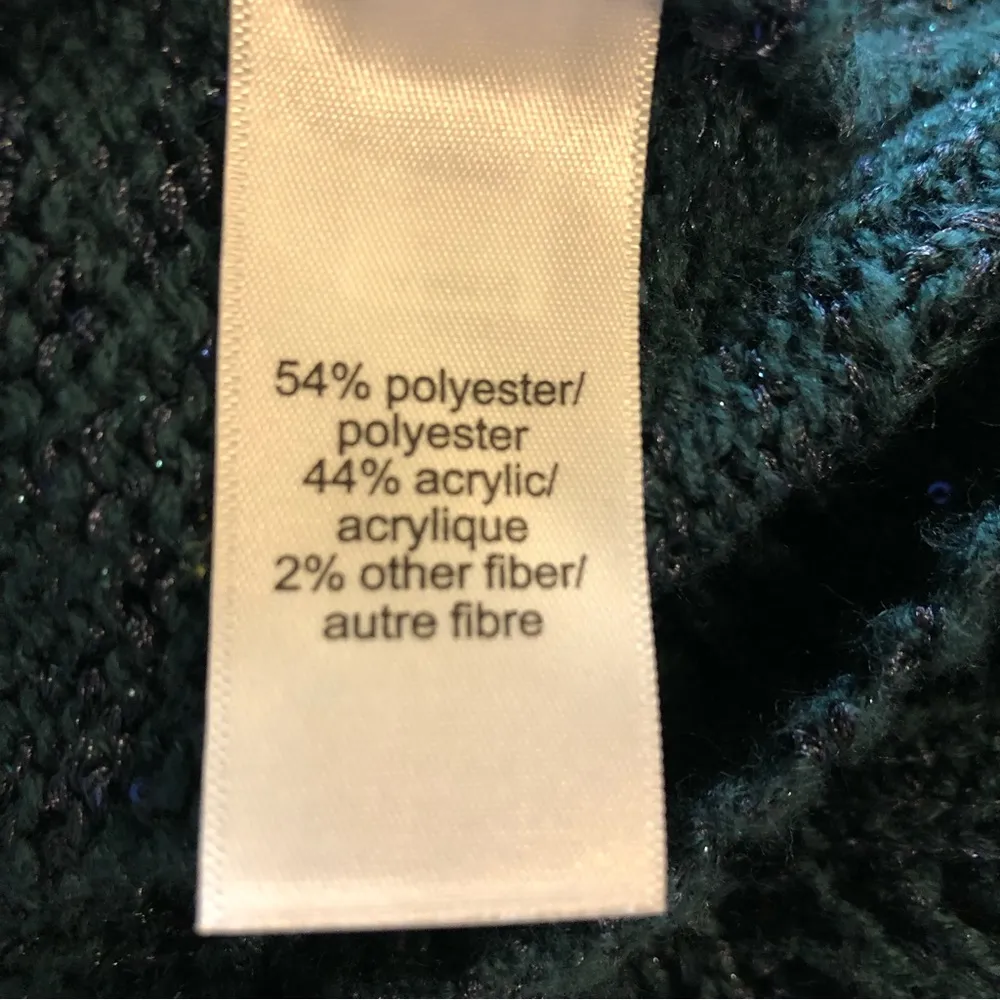 54% polyester/
polyester
44% acrylic/
acrylique
2% other fiber/
autre fibre